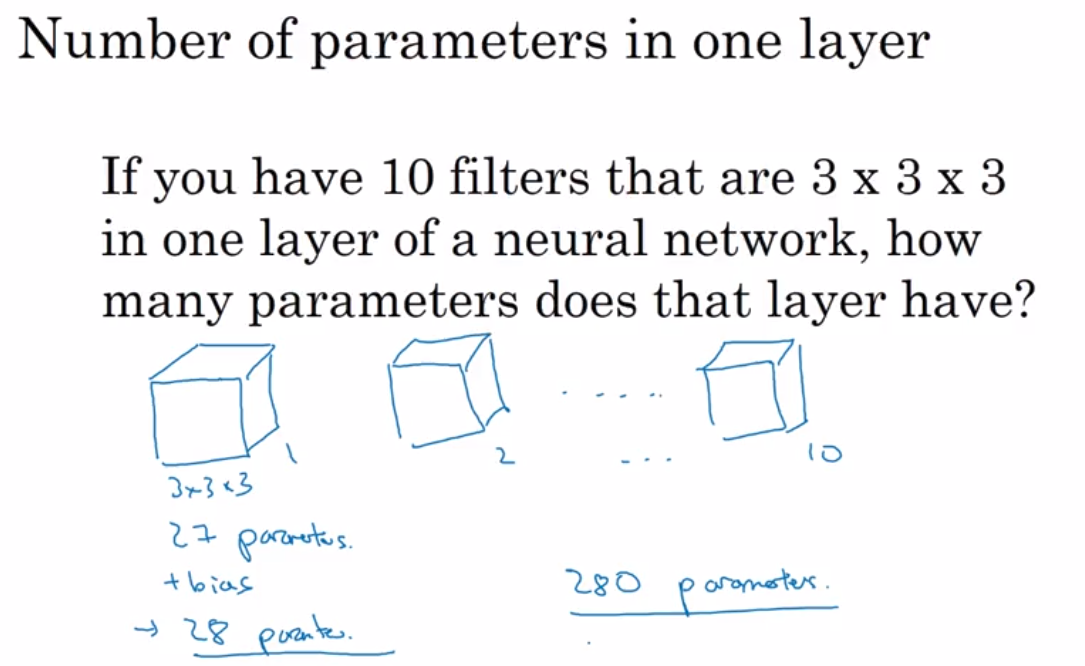 Number of parameters in one layer
If you have 10 filters that are 3 x 3 x 3
in one layer of a neural network, how
many parameters does that layer have?
1 2 ..... ... 10
3x3x3
27 parameters.
+ bias
→ 28 parameters.
280 parameters.